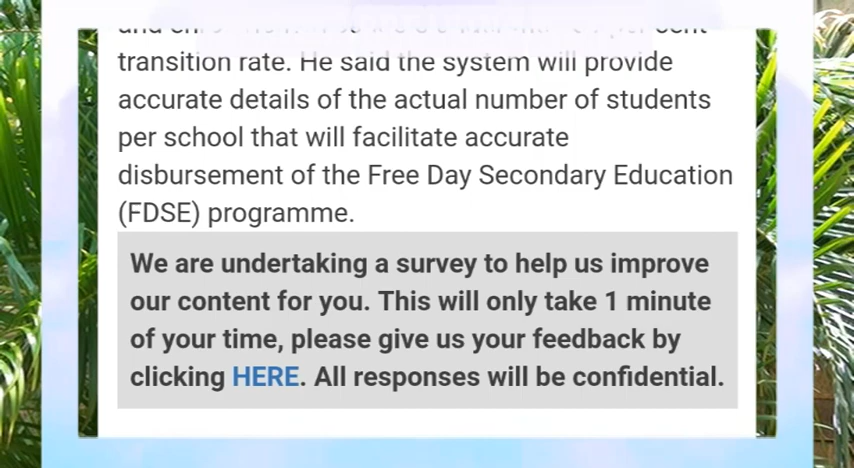 transition rate. He said the system will provide
accurate details of the actual number of students
per school that will facilitate accurate
disbursement of the Free Day Secondary Education
(FDSE) programme.
We are undertaking a survey to help us improve
our content for you. This will only take 1 minute
of your time, please give us your feedback by
clicking HERE. All responses will be confidential.